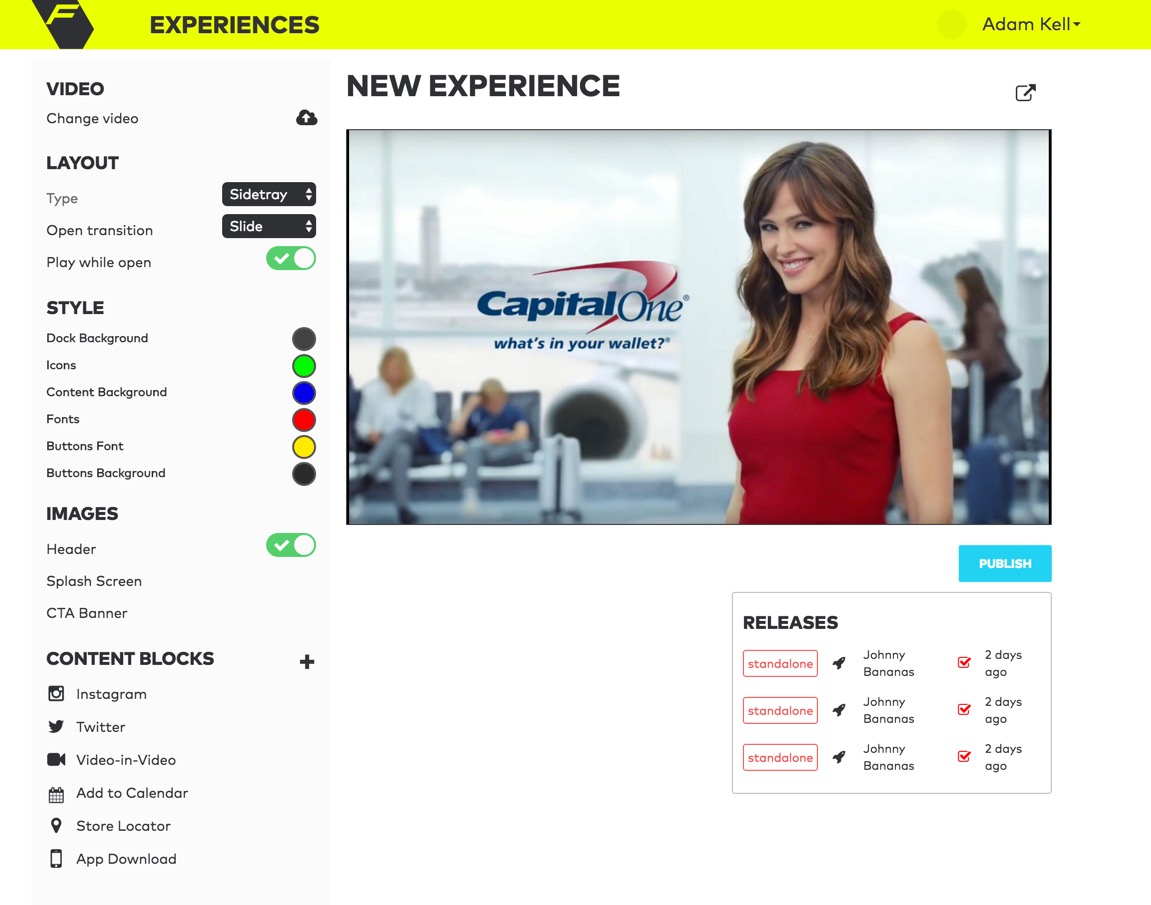 F
EXPERIENCES
Adam Kell
VIDEO
Change video
LAYOUT
Type
Sidetray
Open transition
Slide
Play while open
STYLE
Dock Background
Icons
Content Background
Fonts
Buttons Font
Buttons Background
IMAGES
Header
Splash Screen
CTA Banner
CONTENT BLOCKS
Instagram
Twitter
Video-in-Video
Add to Calendar
Store Locator
App Download
NEW EXPERIENCE
CapitalOne®
what's in your wallet?®
PUBLISH
RELEASES
standalone
Johnny
Bananas
2 days
ago
standalone
Johnny
Bananas
2 days
ago
standalone
Johnny
Bananas
2 days
ago